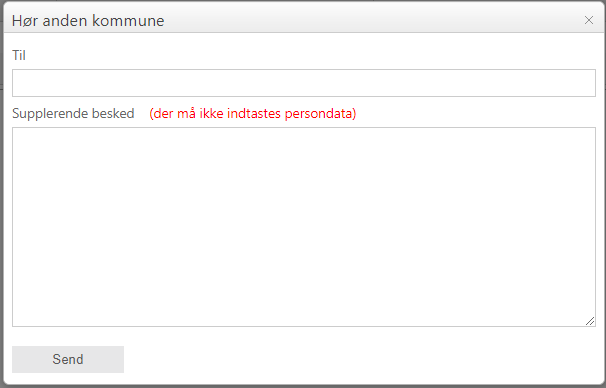 Hør anden kommune
Til
Supplerende besked (der må ikke indtastes persondata)
Send